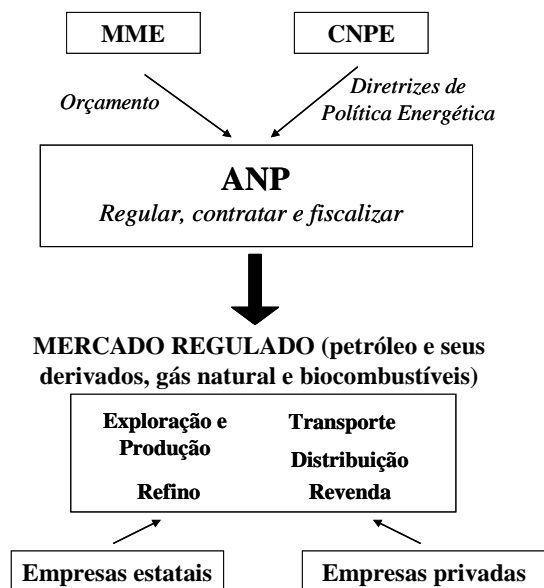 MME
CNPE
Orçamento
Diretrizes de
Política Energética
ANP
Regular, contratar e fiscalizar
MERCADO REGULADO (petróleo e seus
derivados, gás natural e biocombustíveis)
Exploração e
Produção
Refino
Transporte
Distribuição
Revenda
Empresas estatais
Empresas privadas